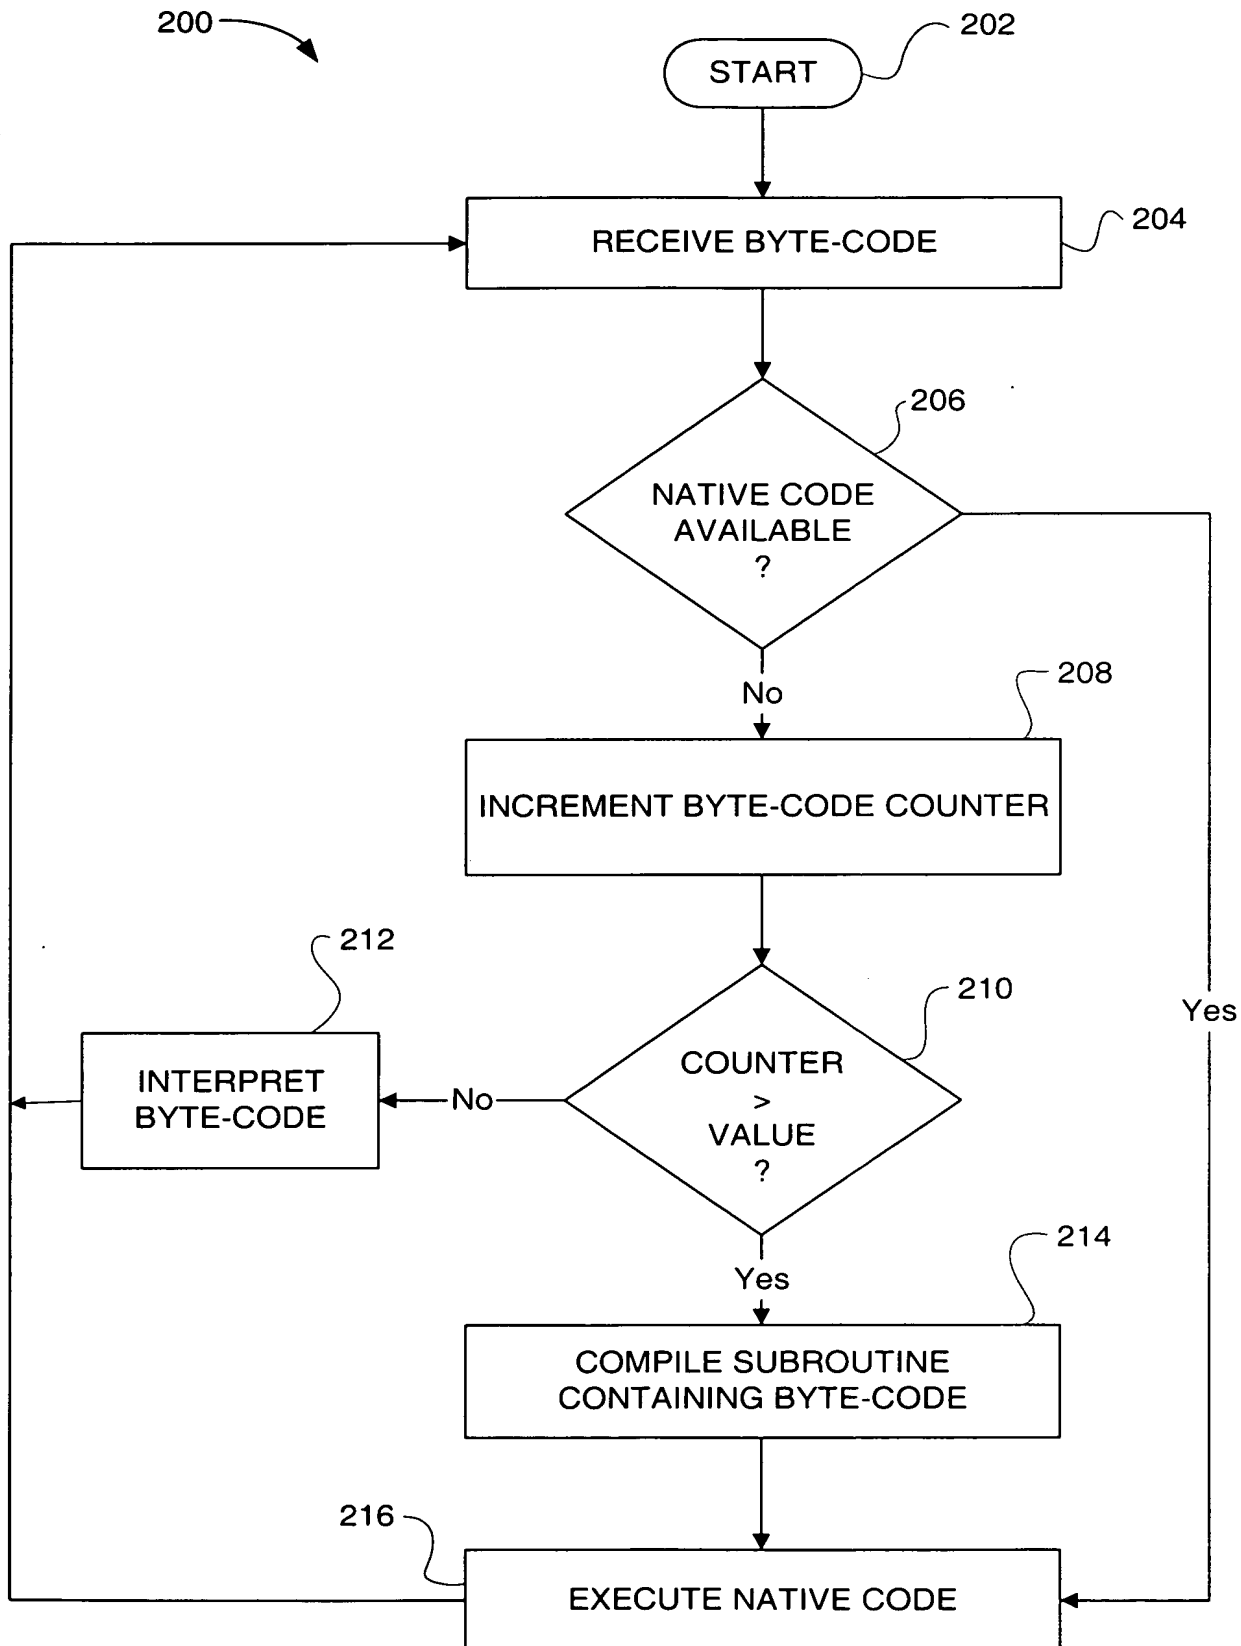 200
202
START
RECEIVE BYTE-CODE
204
206
NATIVE CODE
AVAILABLE
?
No
208
INCREMENT BYTE-CODE COUNTER
212
210
Yes
INTERPRET
BYTE-CODE
No
COUNTER
>
VALUE
?
214
Yes
COMPILE SUBROUTINE
CONTAINING BYTE-CODE
216
EXECUTE NATIVE CODE